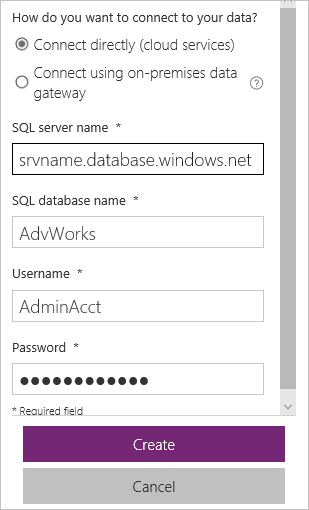 How do you want to connect to your data?
Connect directly (cloud services)
Connect using on-premises data
gateway ?
SQL server name *
srvname.database.windows.net
SQL database name *
AdvWorks
Username *
AdminAcct
Password *
●●●●●●●●●●●●
* Required field
Create
Cancel